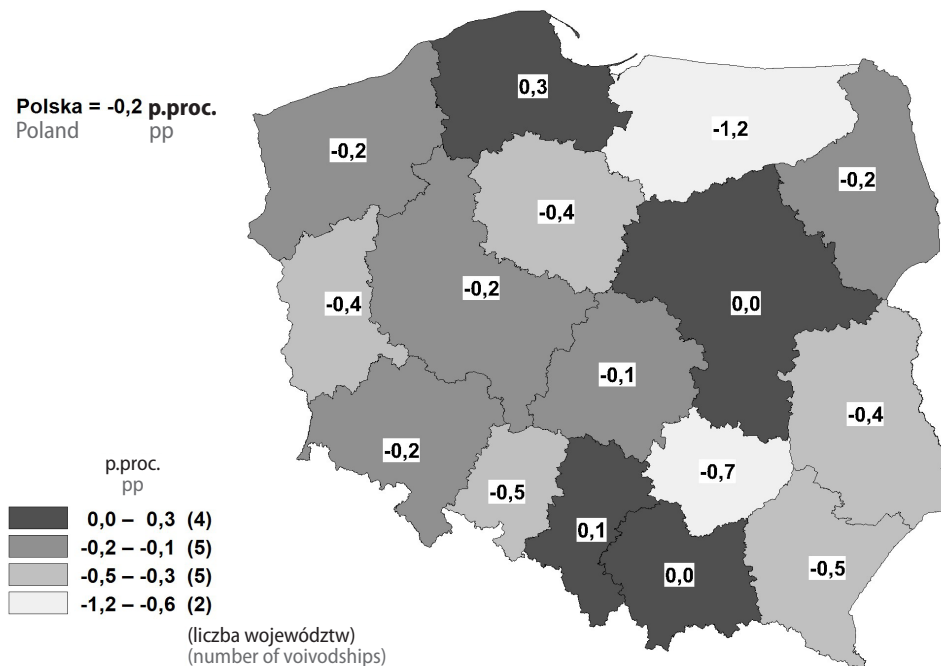 0,3
Polska = -0,2 p.proc.
Poland pp
-1,2
-0,2
-0,2
-0,4
-0,2
-0,4
0,0
-0,1
-0,4
-0,2
-0,7
-0,5
0,1
0,0
-0,5
p.proc.
pp
0,0 – 0,3 (4)
-0,2 – -0,1 (5)
-0,5 – -0,3 (5)
-1,2 – -0,6 (2)
(liczba województw)
(number of voivodships)